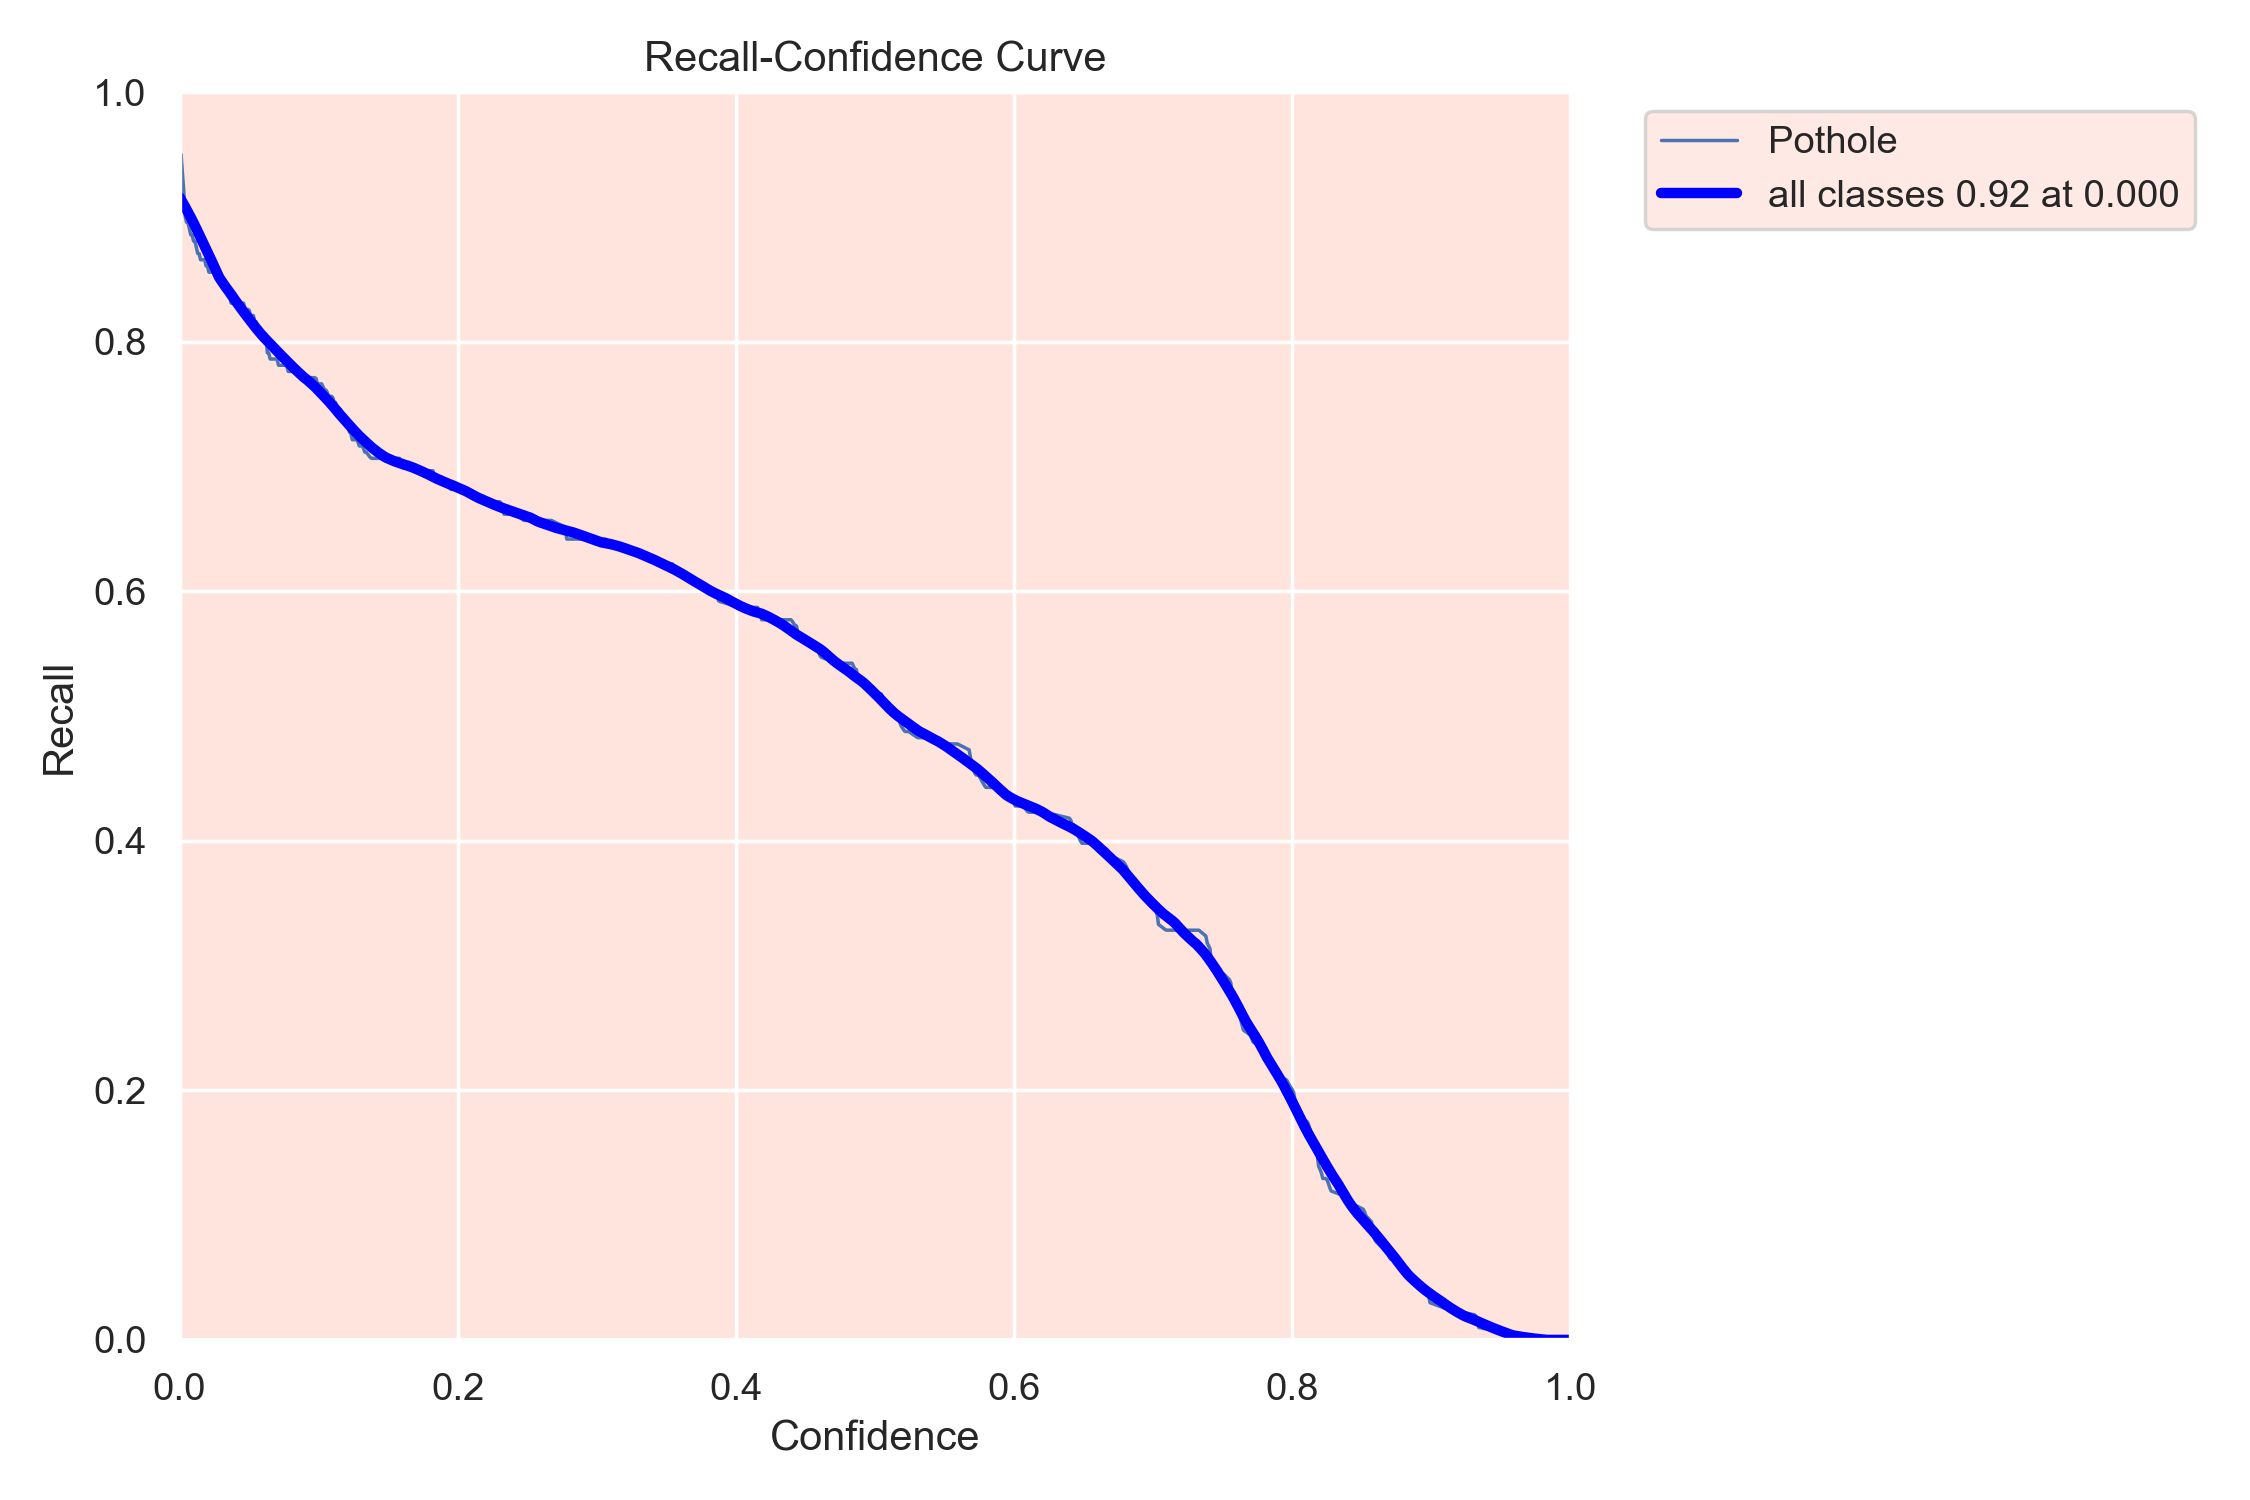 Recall-Confidence Curve
1.0
0.8
0.6
0.4
0.2
0.0
Recall
0.0 0.2 0.4 0.6 0.8 1.0
Confidence
Pothole
all classes 0.92 at 0.000